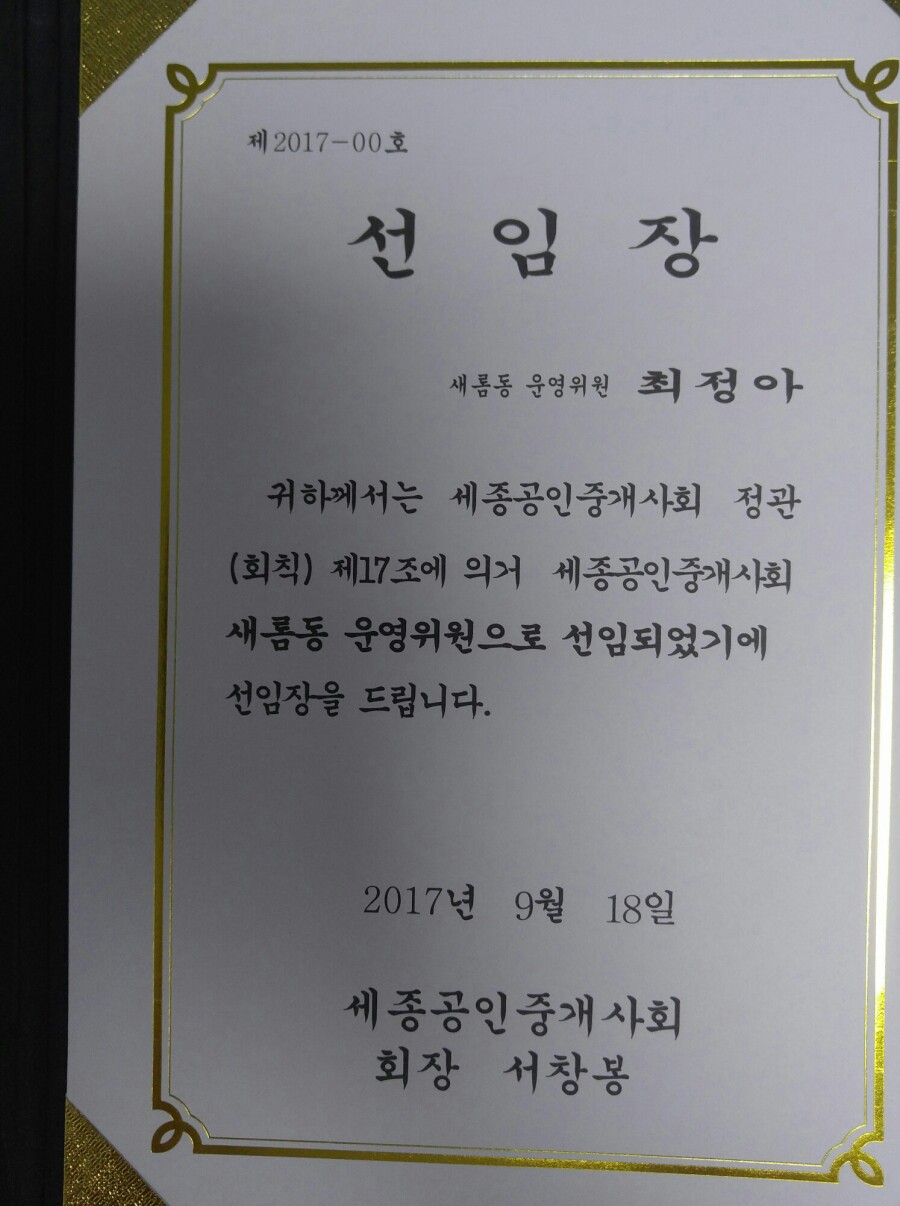 제2017-00호
선 임 장
새롬동 운영위원 최정아
귀하께서는 세종공인중개사회 정관
(회칙) 제17조에 의거 세종공인중개사회
새롬동 운영위원으로 선임되었기에
선임장을 드립니다.
2017년 9월 18일
세종공인중개사회
회장 서창봉